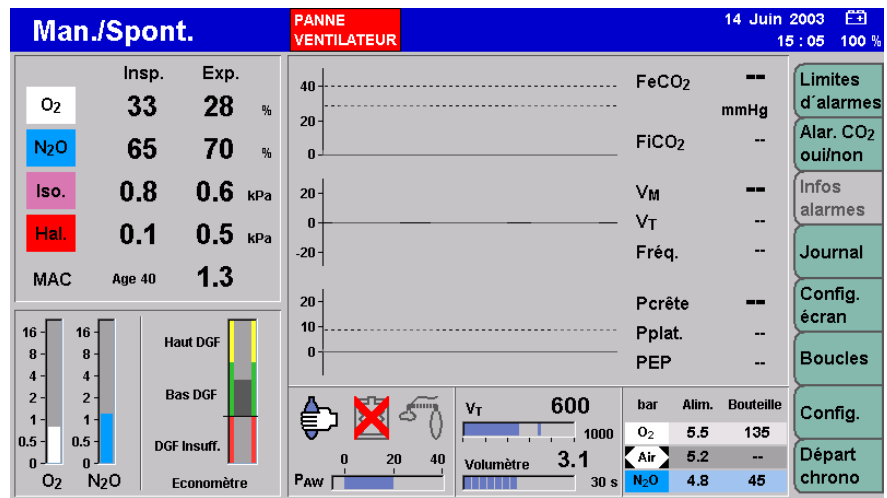 Man./Spont.
PANNE
VENTILATEUR
14 Juin 2003
15 : 05 100 %
Insp. Exp.
O2 33 28 %
N2O 65 70 %
Iso. 0.8 0.6 kPa
Hal. 0.1 0.5 kPa
MAC Age 40 1.3
40
20
0
FeCO2 --
mmHg
FiCO2 --
20
0
-20
VM --
VT --
Fréq. --
20
10
0
Pcrête --
Pplat. --
PEP --
Limites
d´alarmes
Alar. CO2
oui/non
Infos
alarmes
Journal
Config.
écran
Boucles
Config.
Départ
chrono
16 16
8 8
4 4
2 2
1 1
0.5 0.5
0 0
O2 N2O
Haut DGF
Bas DGF
DGF Insuff.
Economètre
0 20 40
PAW
VT 600
1000
Volumètre 3.1
30 s
bar Alim. Bouteille
O2 5.5 135
Air 5.2 --
N2O 4.8 45